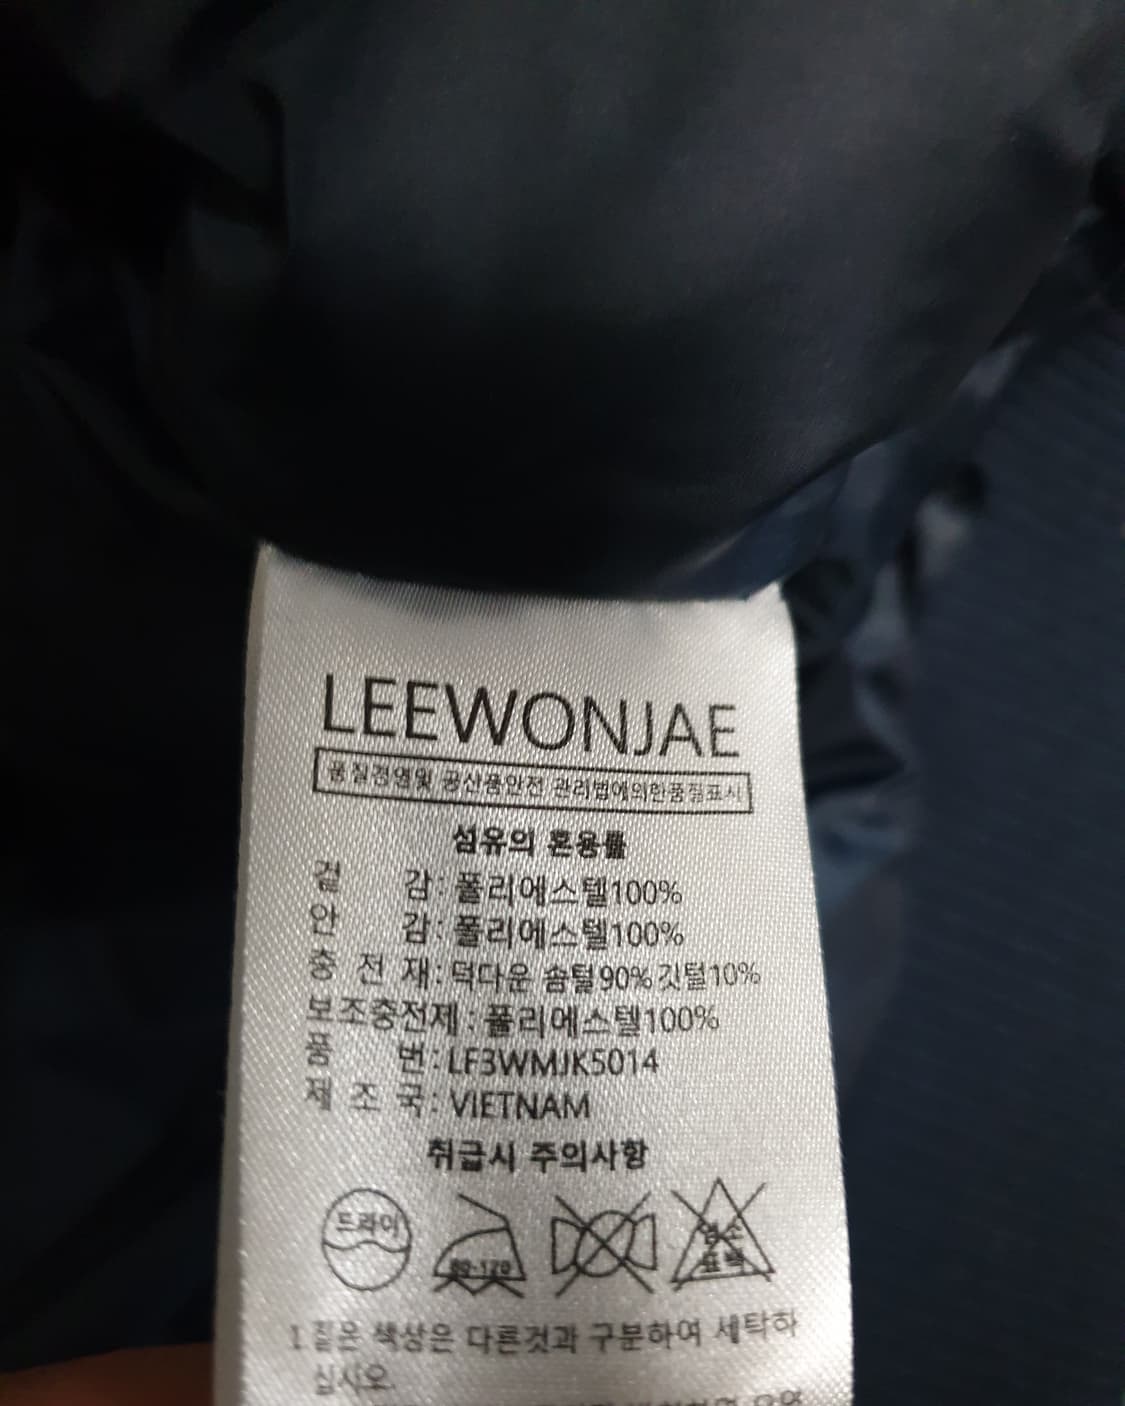 LEEWONJAE
품질경영및 공산품안전 관리법에의한품질표시
섬유의 혼용률
겉 감: 폴리에스텔100%
안 감: 폴리에스텔100%
충 전 재: 덕다운 솜털90% 깃털10%
보조충전제 : 폴리에스텔100%
품 번: LF3WMJK5014
제 조 국: VIETNAM
취급시 주의사항
드라이
80-120
염소
표백
1.짙은 색상은 다른것과 구분하여 세탁하
십시오.